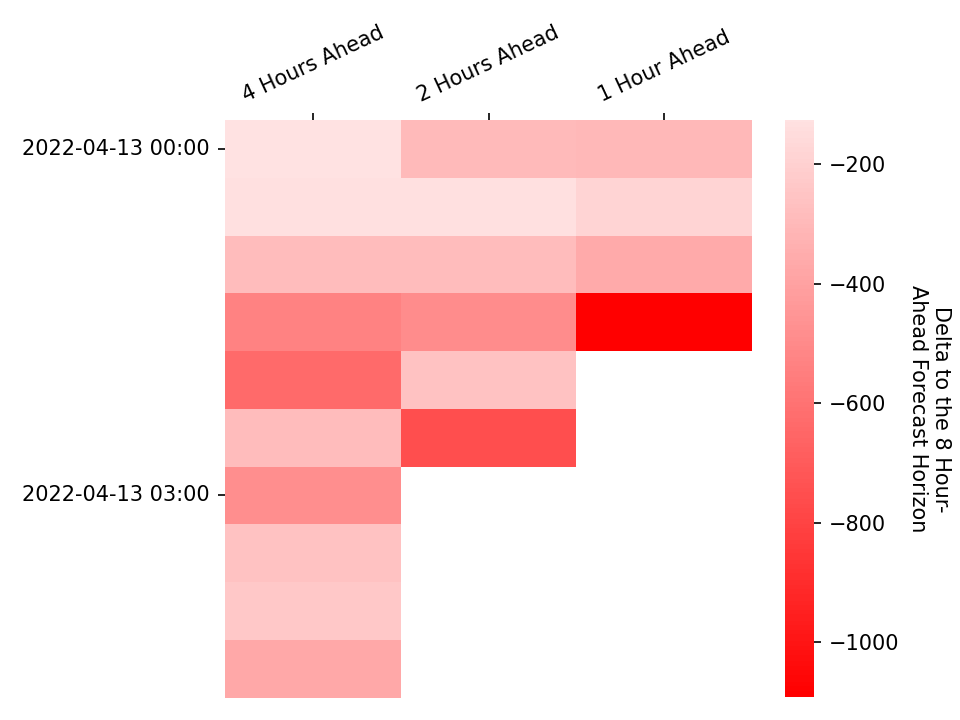 4 Hours Ahead
2 Hours Ahead
1 Hour Ahead
2022-04-13 00:00
2022-04-13 03:00
−200
−400
−600
−800
−1000
Delta to the 8 Hour-
Ahead Forecast Horizon